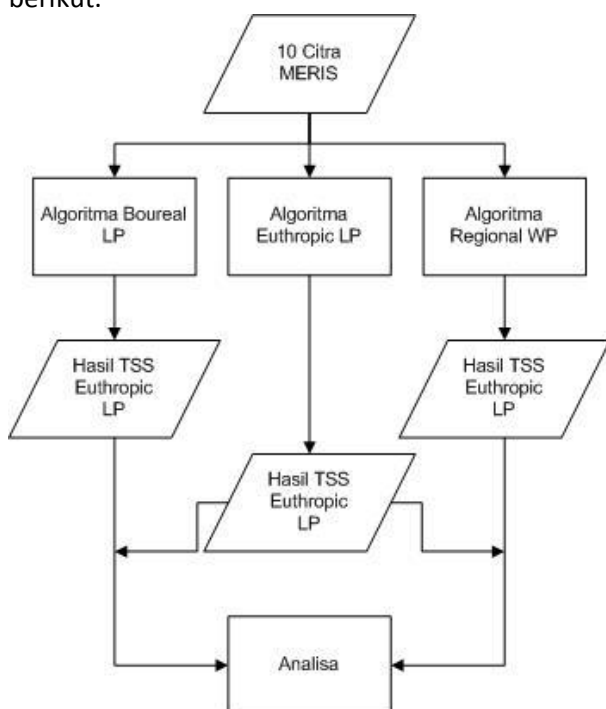 berikut:
10 Citra
MERIS
Algoritma Boureal
LP
Algoritma
Euthropic LP
Algoritma
Regional WP
Hasil TSS
Euthropic
LP
Hasil TSS
Euthropic
LP
Hasil TSS
Euthropic
LP
Analisa